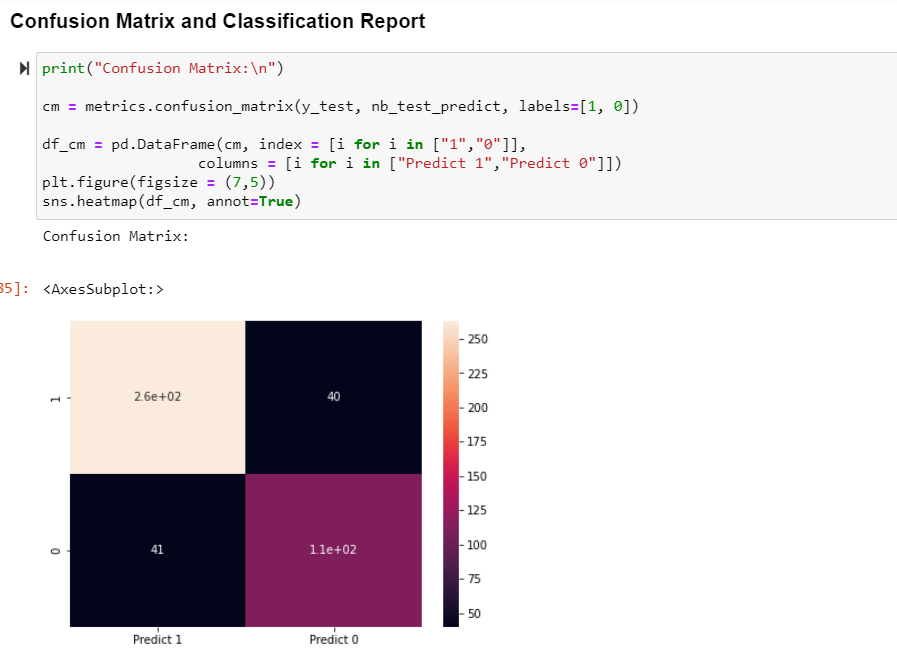 Confusion Matrix and Classification Report
print("Confusion Matrix:\n")
cm = metrics.confusion_matrix(y_test, nb_test_predict, labels=[1, 0])
df_cm = pd.DataFrame(cm, index = [i for i in ["1","0"]],
columns = [i for i in ["Predict 1","Predict 0"]])
plt.figure(figsize = (7,5))
sns.heatmap(df_cm, annot=True)
Confusion Matrix:
35]: <AxesSubplot:>
250
225
200
175
150
125
100
75
50
1
2.6e+02 40
0
41 1.1e+02
Predict 1 Predict 0